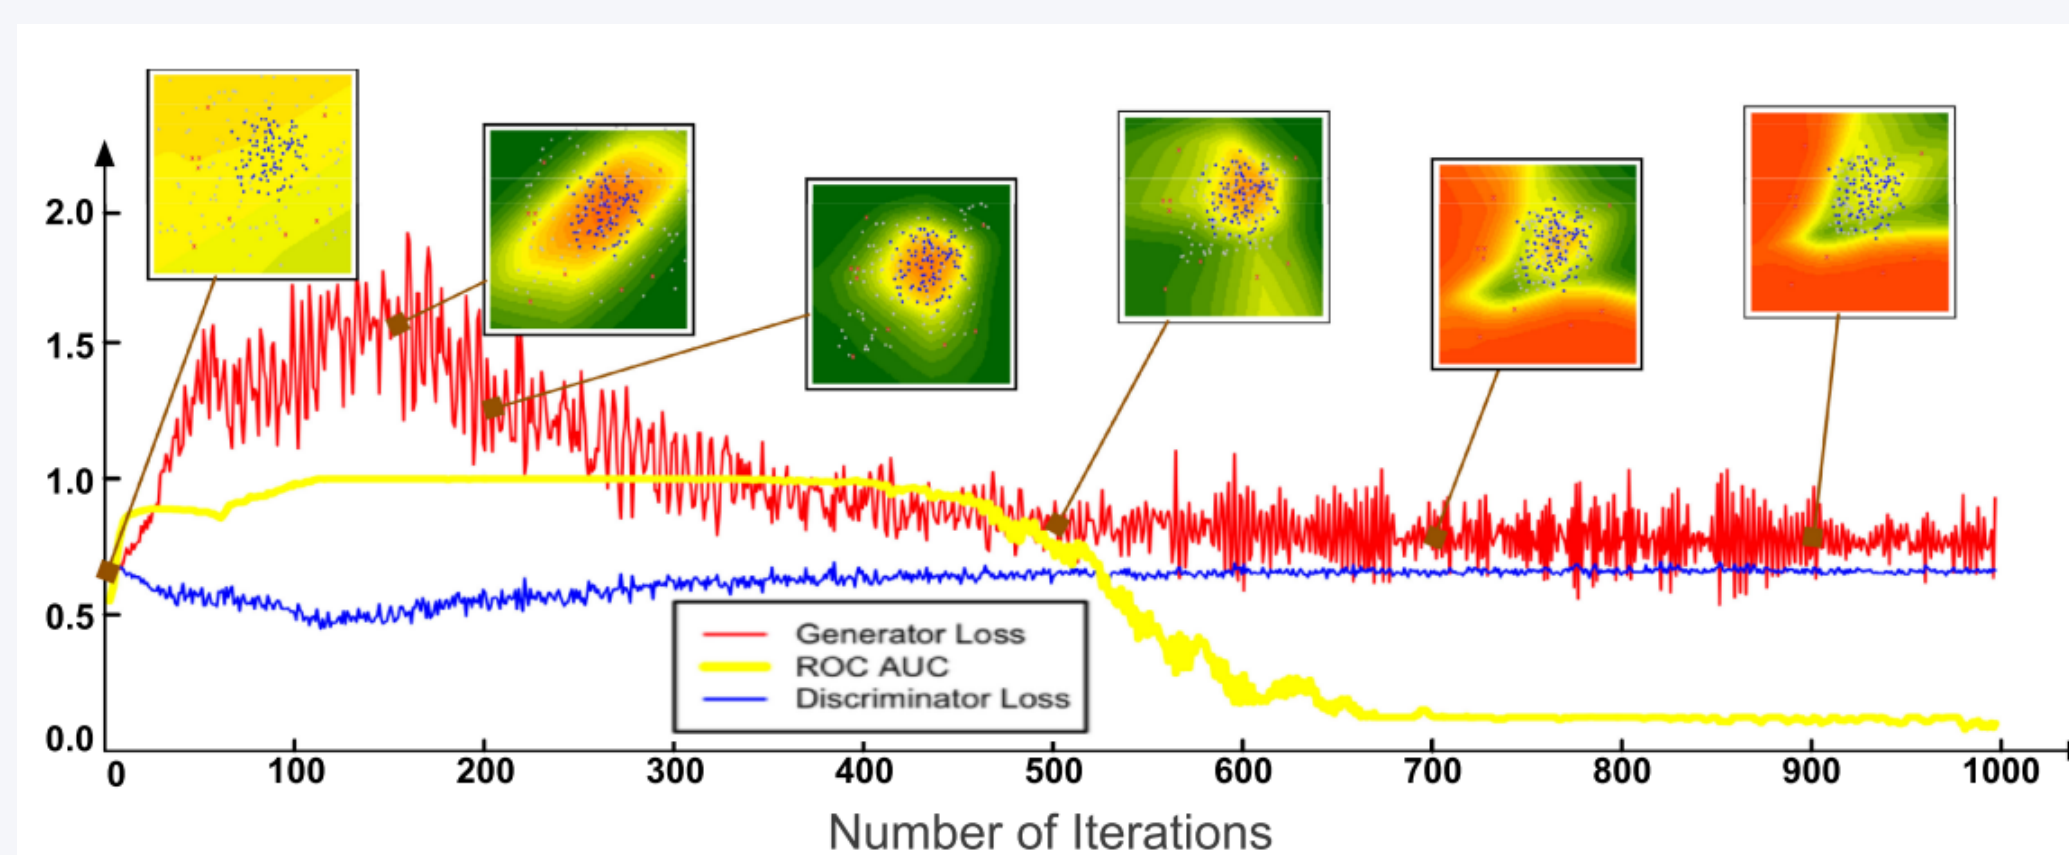 2.0
1.5
1.0
0.5
0.0
Generator Loss
ROC AUC
Discriminator Loss
0 100 200 300 400 500 600 700 800 900 1000
Number of Iterations